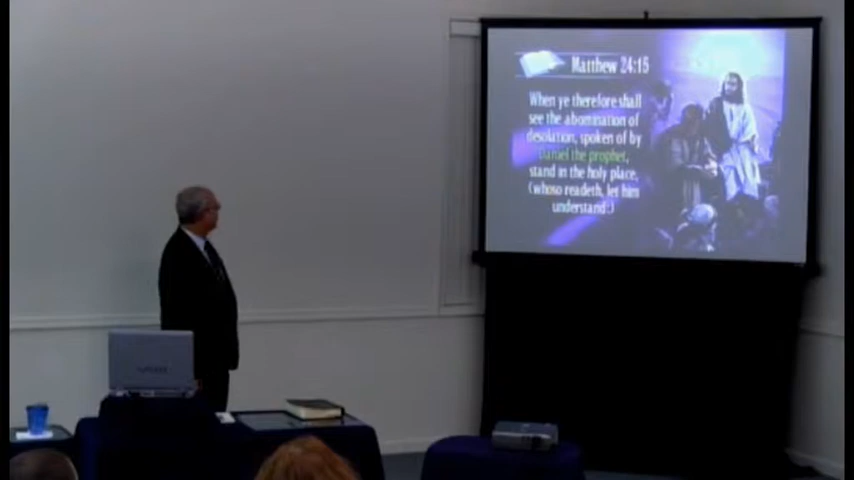 Matthew 24:15
When ye therefore shall
see the abomination of
desolation, spoken of by
Daniel the prophet,
stand in the holy place,
(whoso readeth, let him
understand:)